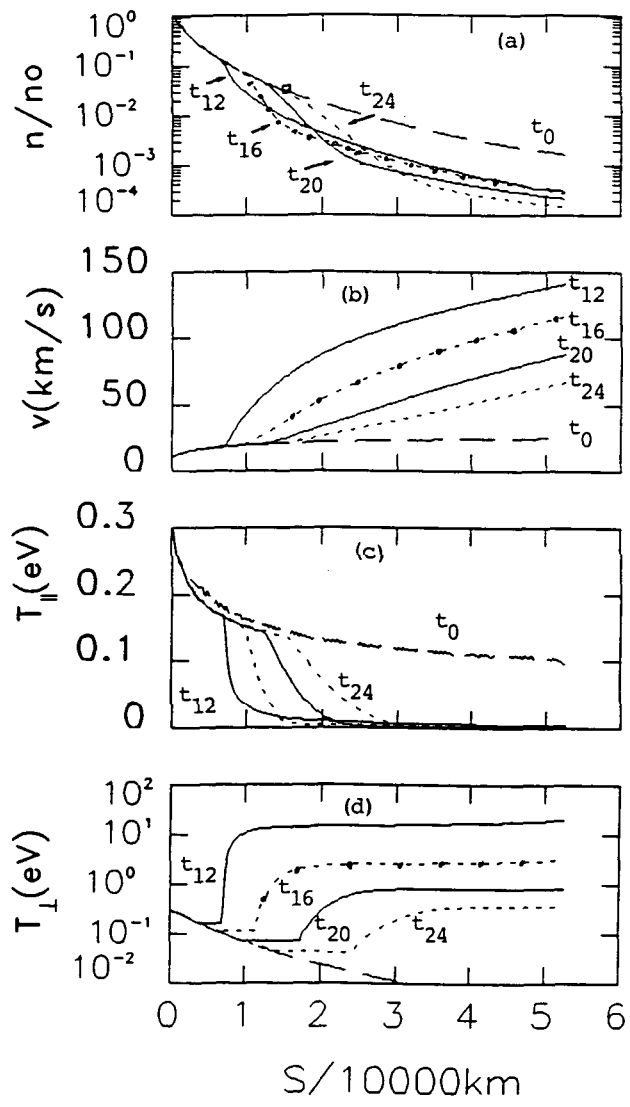 n/no
10⁰
10⁻¹
10⁻²
10⁻³
10⁻⁴
(a)
t₁₂
t₁₆
t₂₀
t₂₄
t₀
v(km/s)
150
100
50
0
(b)
t₁₂
t₁₆
t₂₀
t₂₄
t₀
T∥(eV)
0.3
0.2
0.1
0
(c)
t₀
t₁₂
t₂₄
T⊥(eV)
10²
10¹
10⁰
10⁻¹
10⁻²
(d)
t₁₂
t₁₆
t₂₀
t₂₄
0 1 2 3 4 5 6
S/10000km